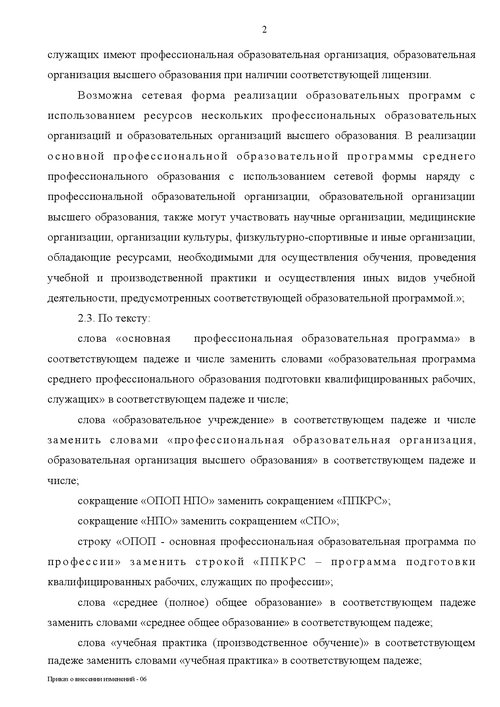 2
служащих имеют профессиональная образовательная организация, образовательная
организация высшего образования при наличии соответствующей лицензии.
Возможна сетевая форма реализации образовательных программ с
использованием ресурсов нескольких профессиональных образовательных
организаций и образовательных организаций высшего образования. В реализации
основной профессиональной образовательной программы среднего
профессионального образования с использованием сетевой формы наряду с
профессиональной образовательной организации, образовательной организации
высшего образования, также могут участвовать научные организации, медицинские
организации, организации культуры, физкультурно-спортивные и иные организации,
обладающие ресурсами, необходимыми для осуществления обучения, проведения
учебной и производственной практики и осуществления иных видов учебной
деятельности, предусмотренных соответствующей образовательной программой.»;
2.3. По тексту:
слова «основная профессиональная образовательная программа» в
соответствующем падеже и числе заменить словами «образовательная программа
среднего профессионального образования подготовки квалифицированных рабочих,
служащих» в соответствующем падеже и числе;
слова «образовательное учреждение» в соответствующем падеже и числе
заменить словами «профессиональная образовательная организация,
образовательная организация высшего образования» в соответствующем падеже и
числе;
сокращение «ОПОП НПО» заменить сокращением «ППКРС»;
сокращение «НПО» заменить сокращением «СПО»;
строку «ОПОП - основная профессиональная образовательная программа по
профессии» заменить строкой «ППКРС – программа подготовки
квалифицированных рабочих, служащих по профессии»;
слова «среднее (полное) общее образование» в соответствующем падеже
заменить словами «среднее общее образование» в соответствующем падеже;
слова «учебная практика (производственное обучение)» в соответствующем
падеже заменить словами «учебная практика» в соответствующем падеже;
Приказ о внесении изменений - 06